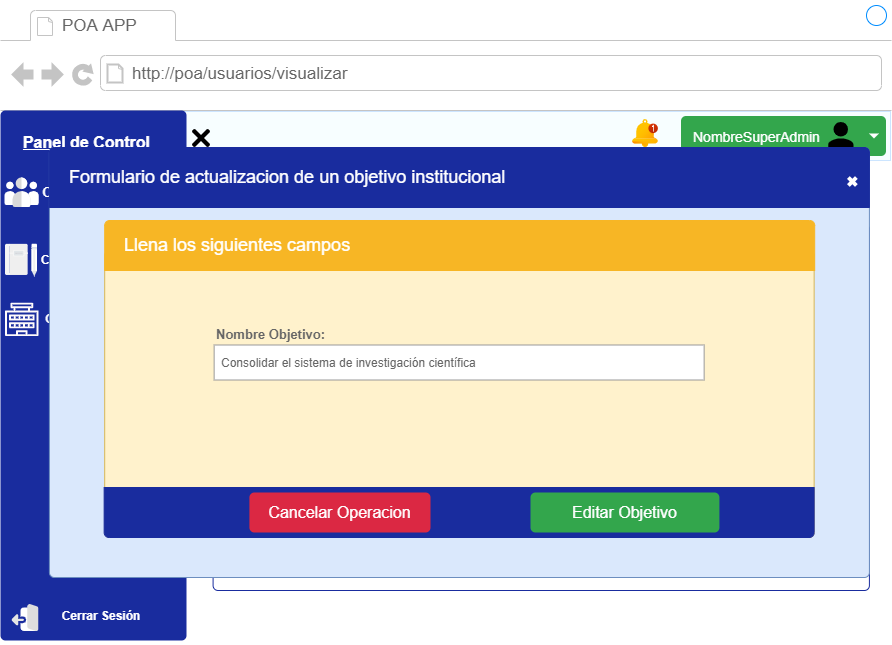 POA APP
http://poa/usuarios/visualizar
Panel de Control
1
NombreSuperAdmin
Formulario de actualizacion de un objetivo institucional
Llena los siguientes campos
Nombre Objetivo:
Consolidar el sistema de investigación científica
Cancelar Operacion
Editar Objetivo
Cerrar Sesión